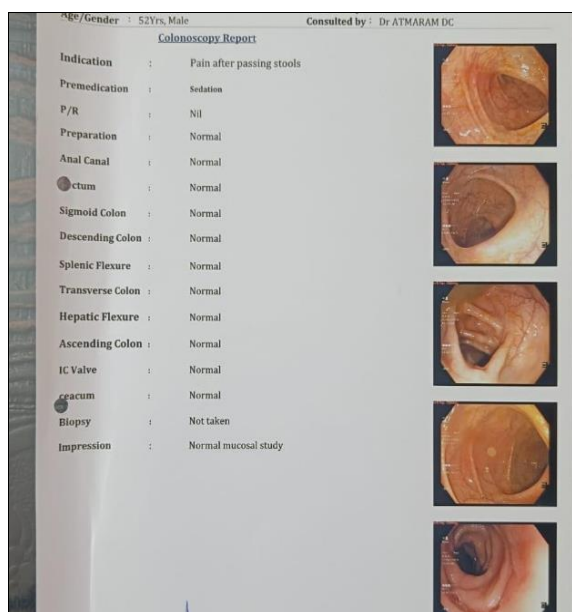 Age/Gender : 52Yrs, Male Consulted by : Dr ATMARAM DC
Colonoscopy Report
Indication : Pain after passing stools
Premedication : Sedation
P/R : Nil
Preparation : Normal
Anal Canal : Normal
ctum : Normal
Sigmoid Colon : Normal
Descending Colon : Normal
Splenic Flexure : Normal
Transverse Colon : Normal
Hepatic Flexure : Normal
Ascending Colon : Normal
IC Valve : Normal
ceacum : Normal
Biopsy : Not taken
Impression : Normal mucosal study